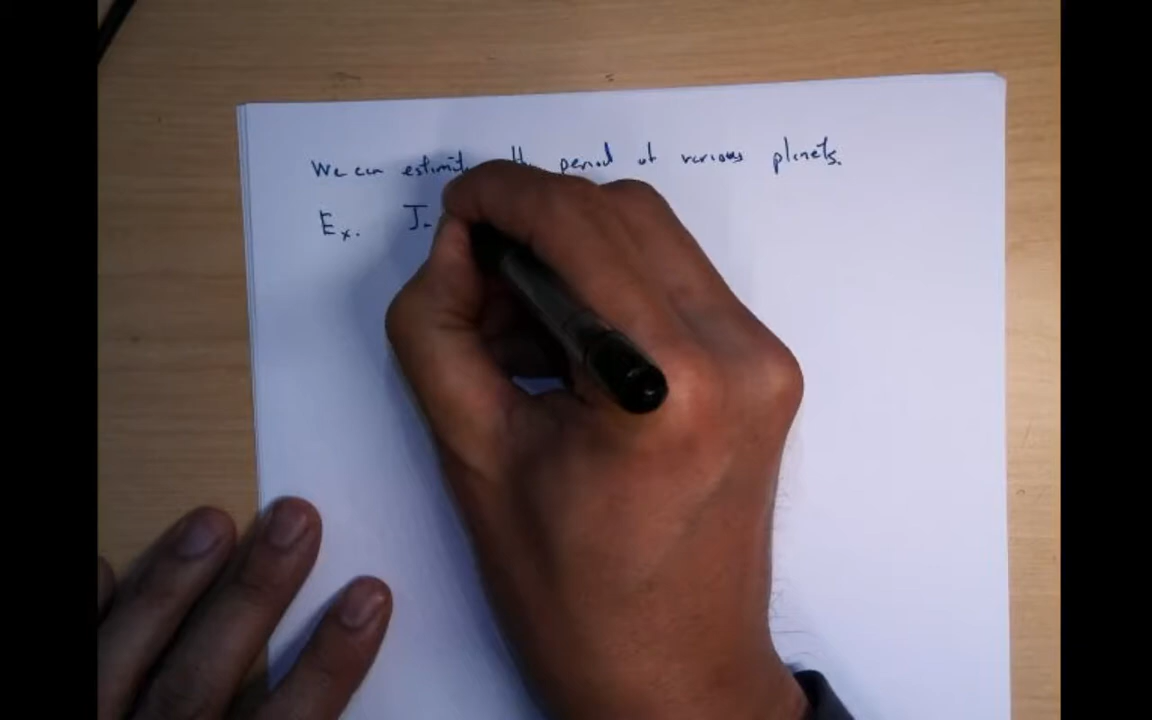 We can estimate the period of various planets.
Ex.